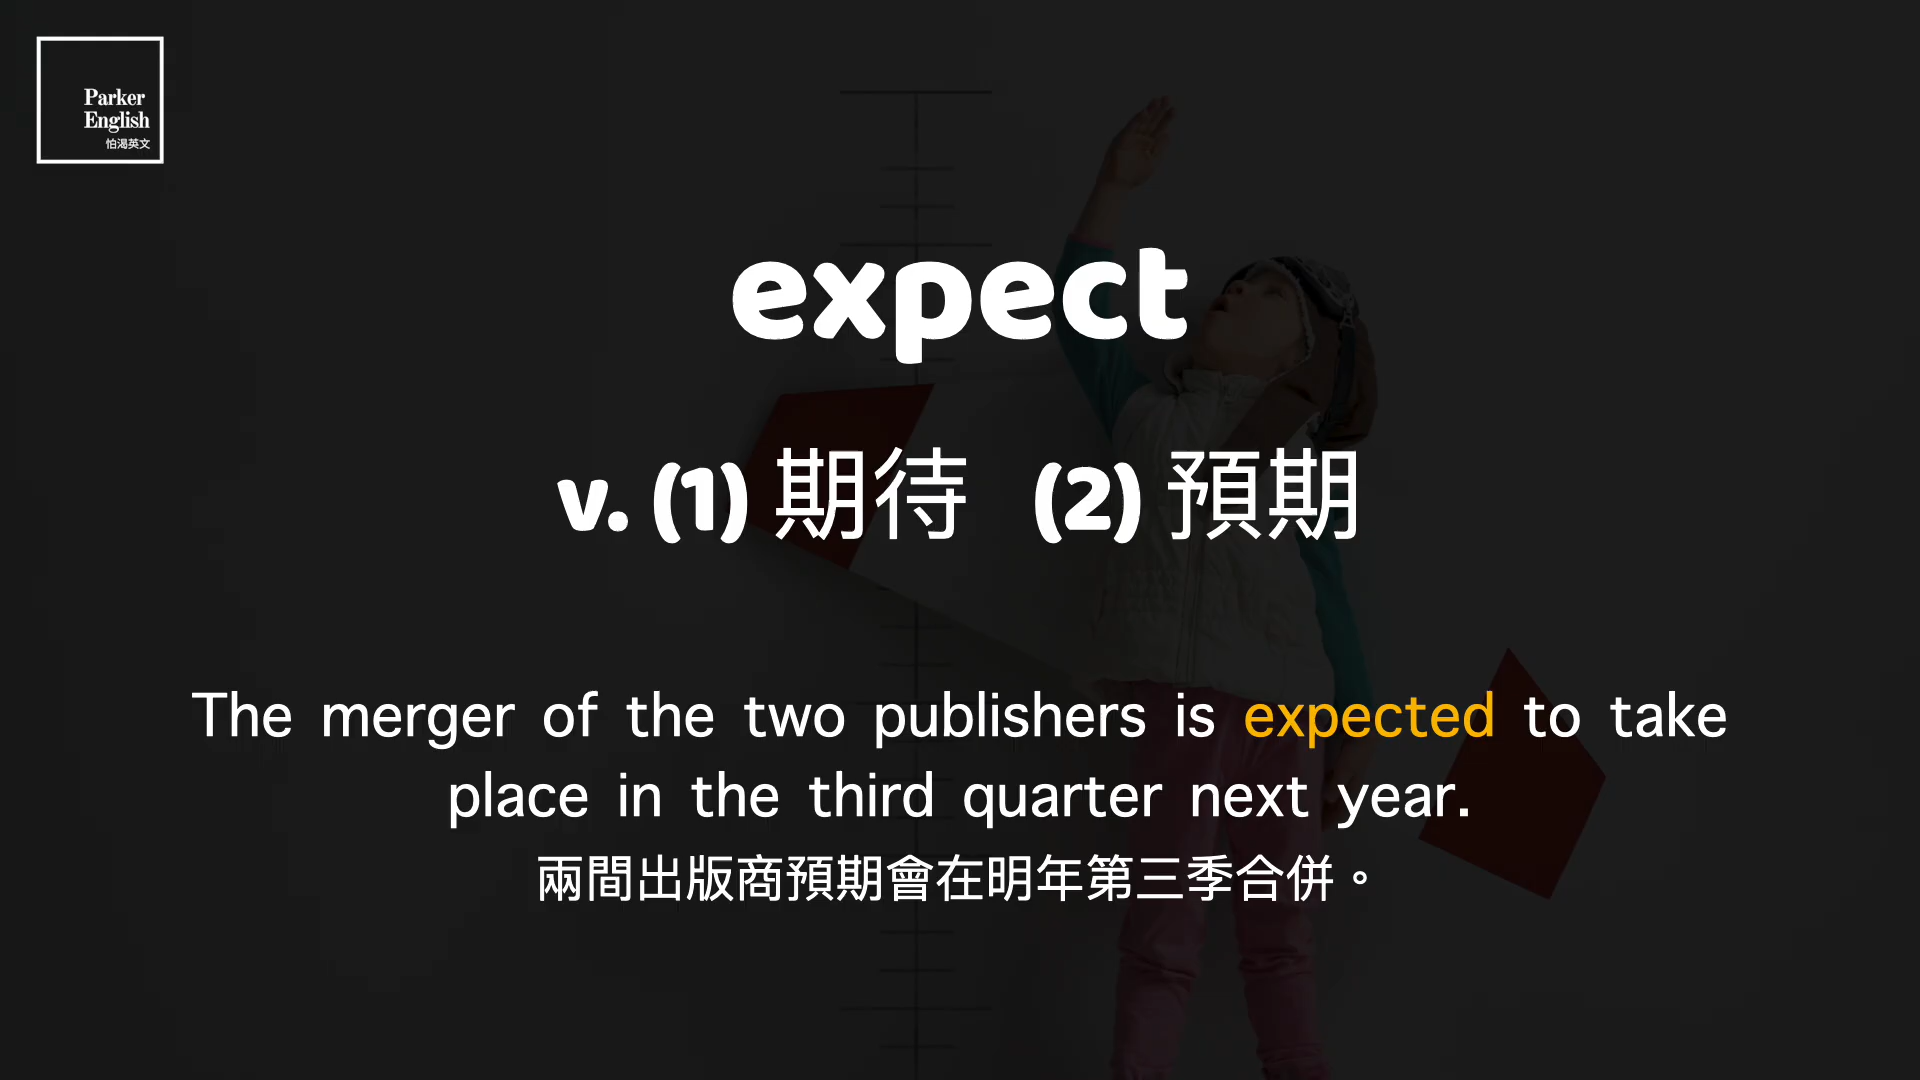 Parker
English
怕渴英文
expect
v. (1) 期待 (2) 預期
The merger of the two publishers is expected to take
place in the third quarter next year.
兩間出版商預期會在明年第三季合併。